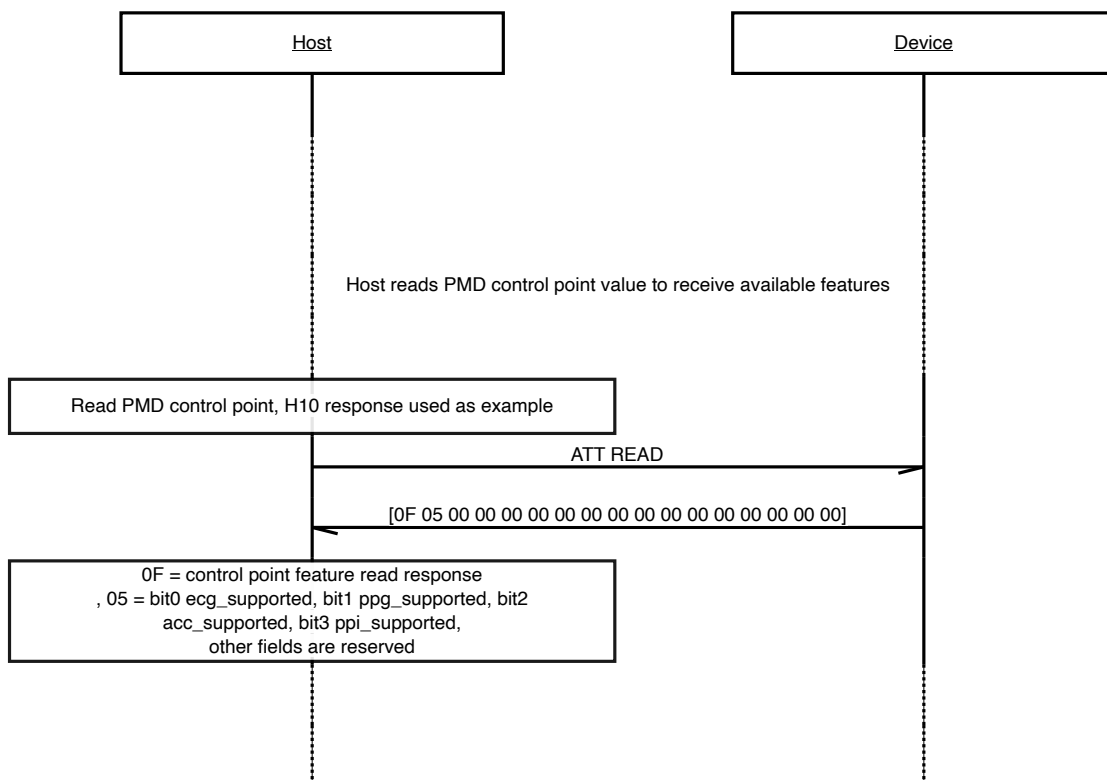 Host
Device
Host reads PMD control point value to receive available features
Read PMD control point, H10 response used as example
ATT READ
[0F 05 00 00 00 00 00 00 00 00 00 00 00 00 00 00 00]
0F = control point feature read response
, 05 = bit0 ecg_supported, bit1 ppg_supported, bit2
acc_supported, bit3 ppi_supported,
other fields are reserved